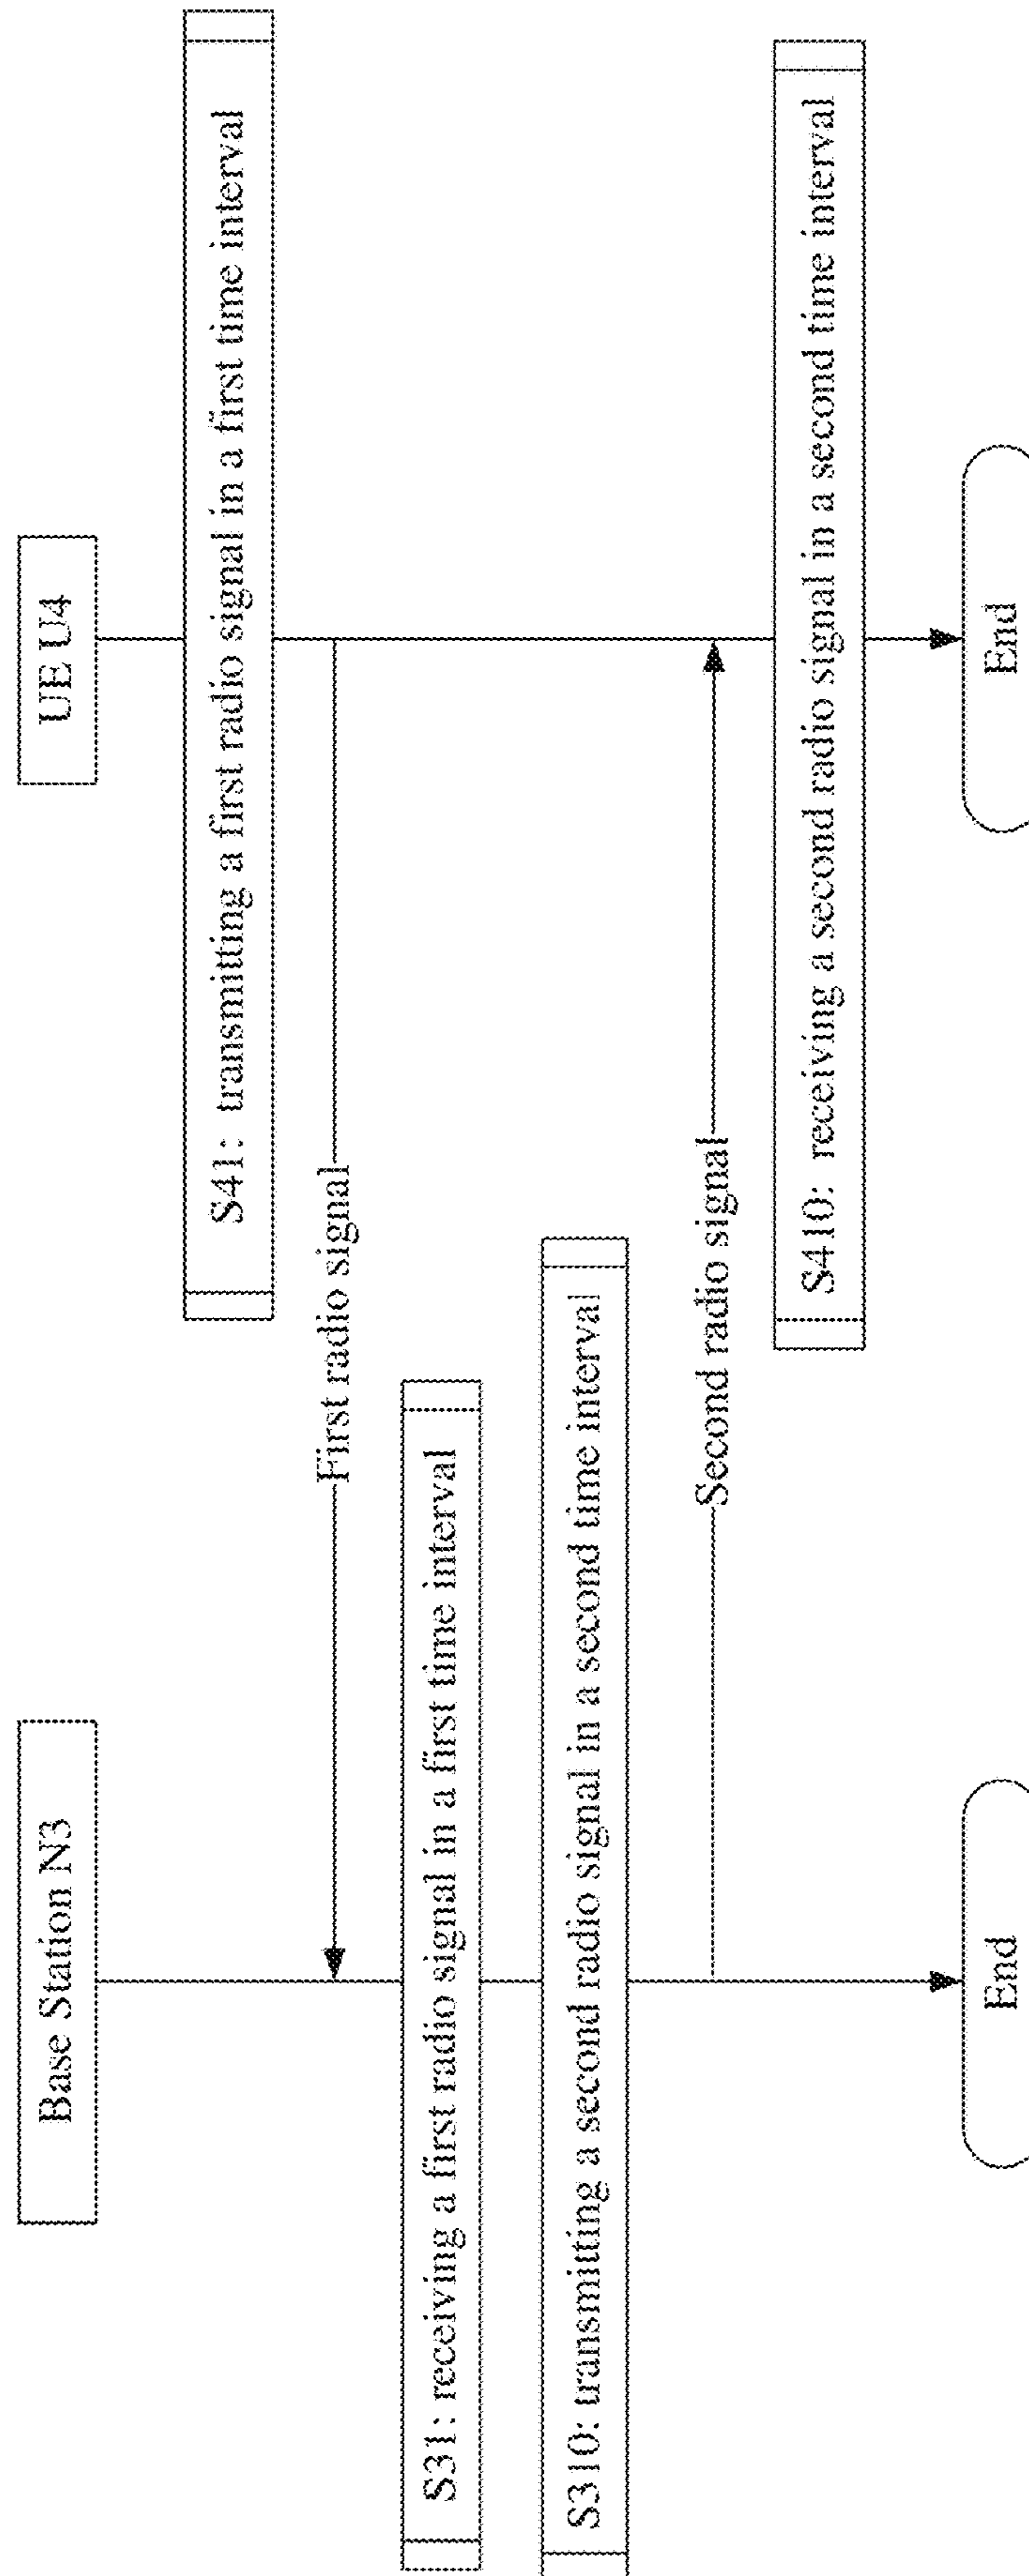 Base Station N3
UE U4
S41: transmitting a first radio signal in a first time interval
First radio signal
S31: receiving a first radio signal in a first time interval
S310: transmitting a second radio signal in a second time interval
Second radio signal
S410: receiving a second radio signal in a second time interval
End
End